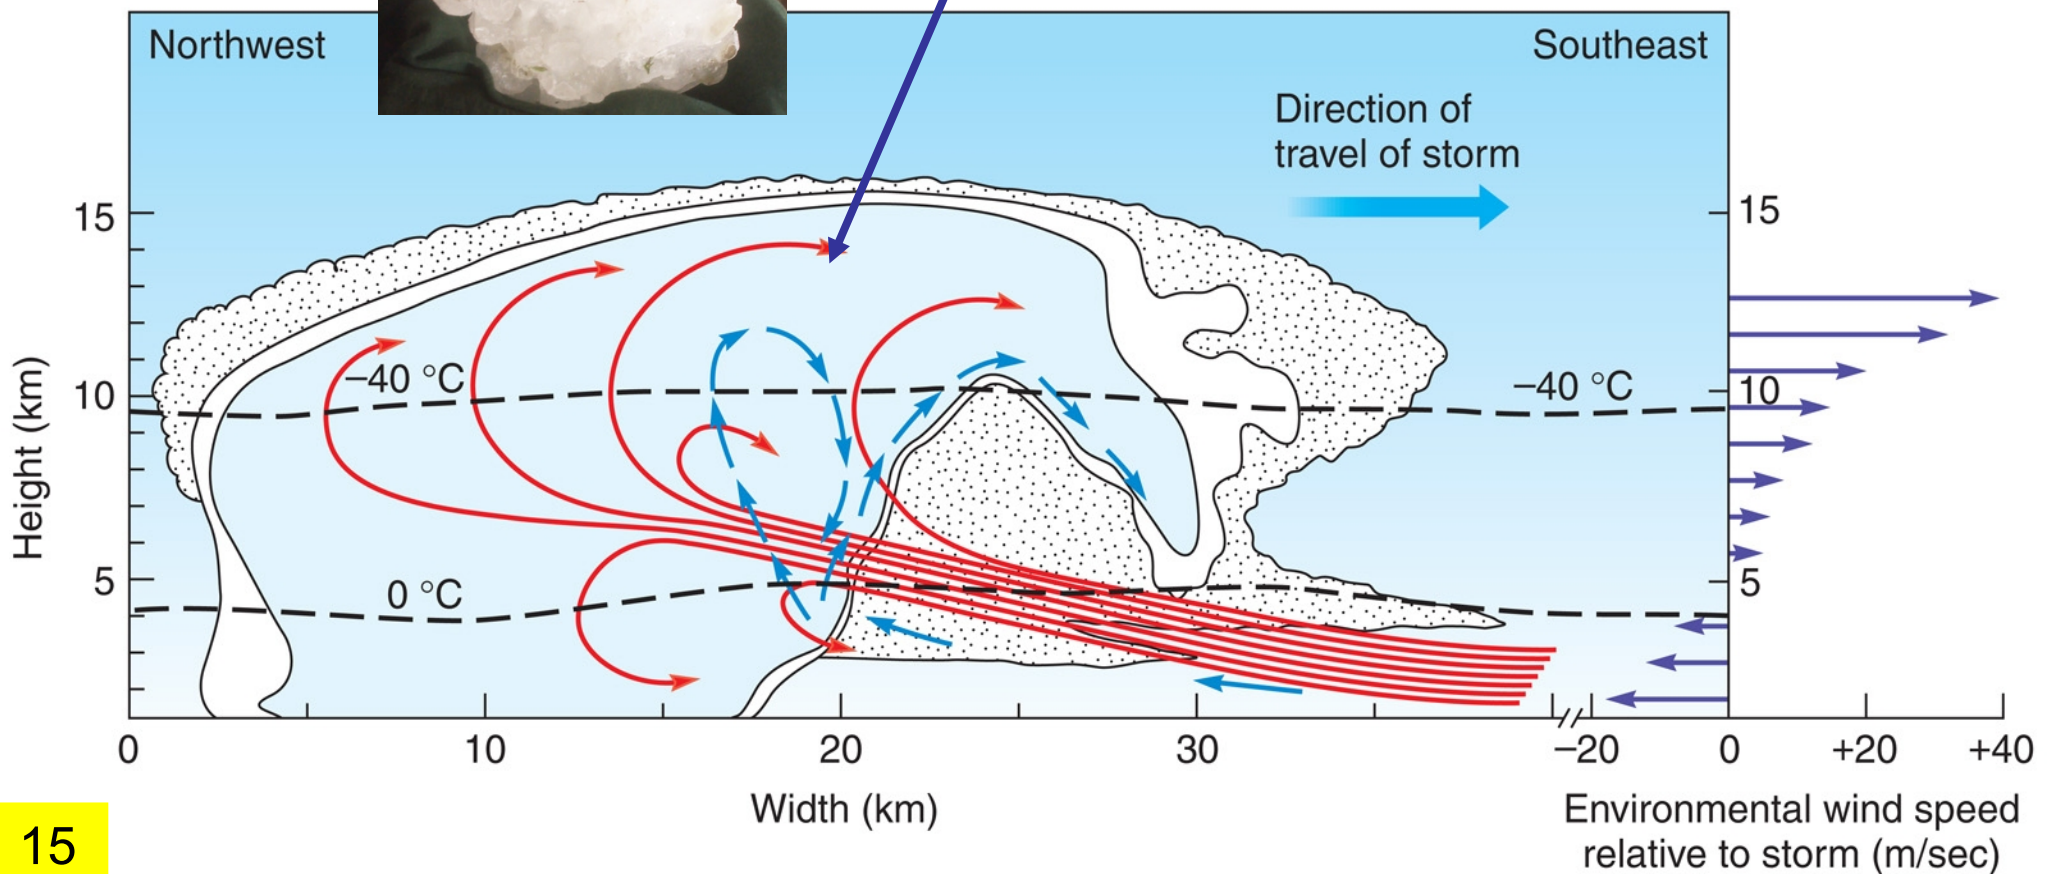 Northwest
Southeast
Direction of
travel of storm
15
15
–40 °C
–40 °C
10
10
Height (km)
5
5
0 °C
0
10
20
30
–20
0
+20
+40
Width (km)
Environmental wind speed
relative to storm (m/sec)
15